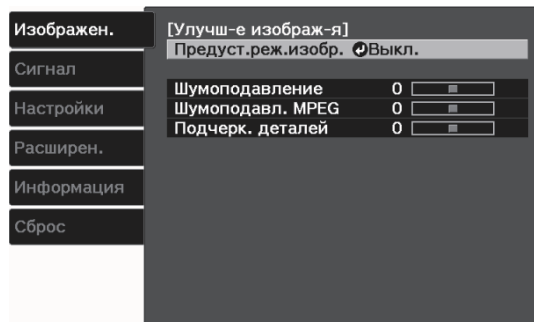 Изображен.
Сигнал
Настройки
Расширен.
Информация
Сброс
[Улучш-е изображ-я]
Предуст.реж.изобр. Выкл.
Шумоподавление 0
Шумоподавл. MPEG 0
Подчерк. деталей 0